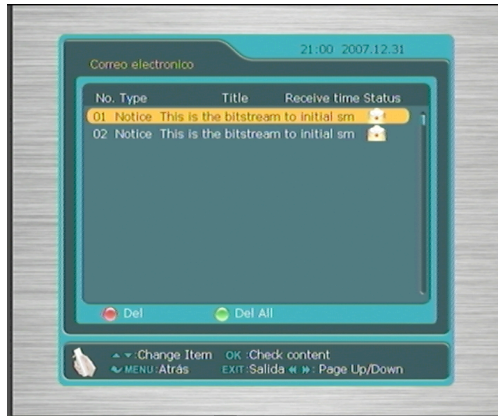 21:00 2007.12.31
Correo electronico
No. Type Title Receive time Status
01 Notice This is the bitstream to initial sm
02 Notice This is the bitstream to initial sm
Del Del All
:Change Item OK :Check content
MENU:Atrás EXIT:Salida : Page Up/Down